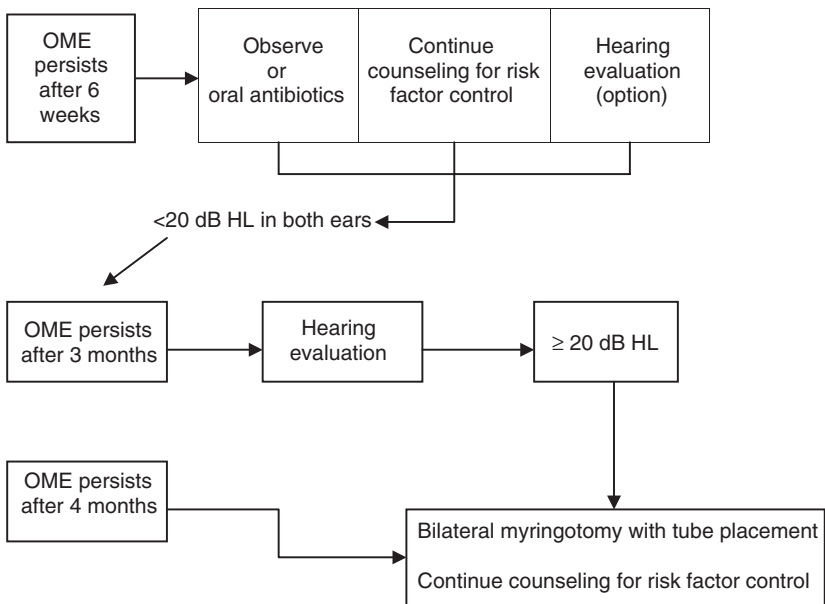 OME
persists
after 6
weeks
Observe
or
oral antibiotics
Continue
counseling for risk
factor control
Hearing
evaluation
(option)
<20 dB HL in both ears
OME persists
after 3 months
Hearing
evaluation
≥ 20 dB HL
OME persists
after 4 months
Bilateral myringotomy with tube placement
Continue counseling for risk factor control